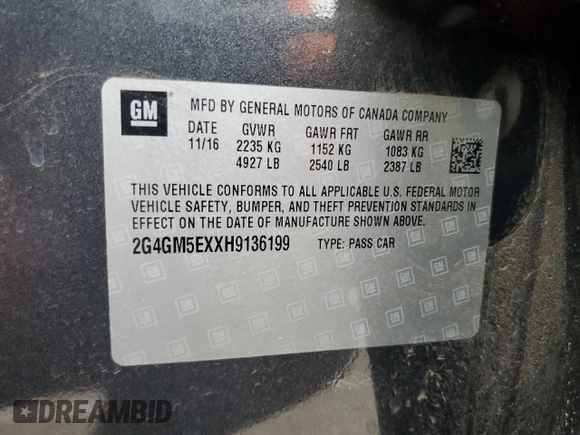 GM
MFD BY GENERAL MOTORS OF CANADA COMPANY
DATE GVWR GAWR FRT GAWR RR
11/16 2235 KG 1152 KG 1083 KG
4927 LB 2540 LB 2387 LB
THIS VEHICLE CONFORMS TO ALL APPLICABLE U.S. FEDERAL MOTOR
VEHICLE SAFETY, BUMPER, AND THEFT PREVENTION STANDARDS IN
EFFECT ON THE DATE OF MANUFACTURE SHOWN ABOVE.
2G4GM5EXXH9136199 TYPE: PASS CAR
DREAMBID